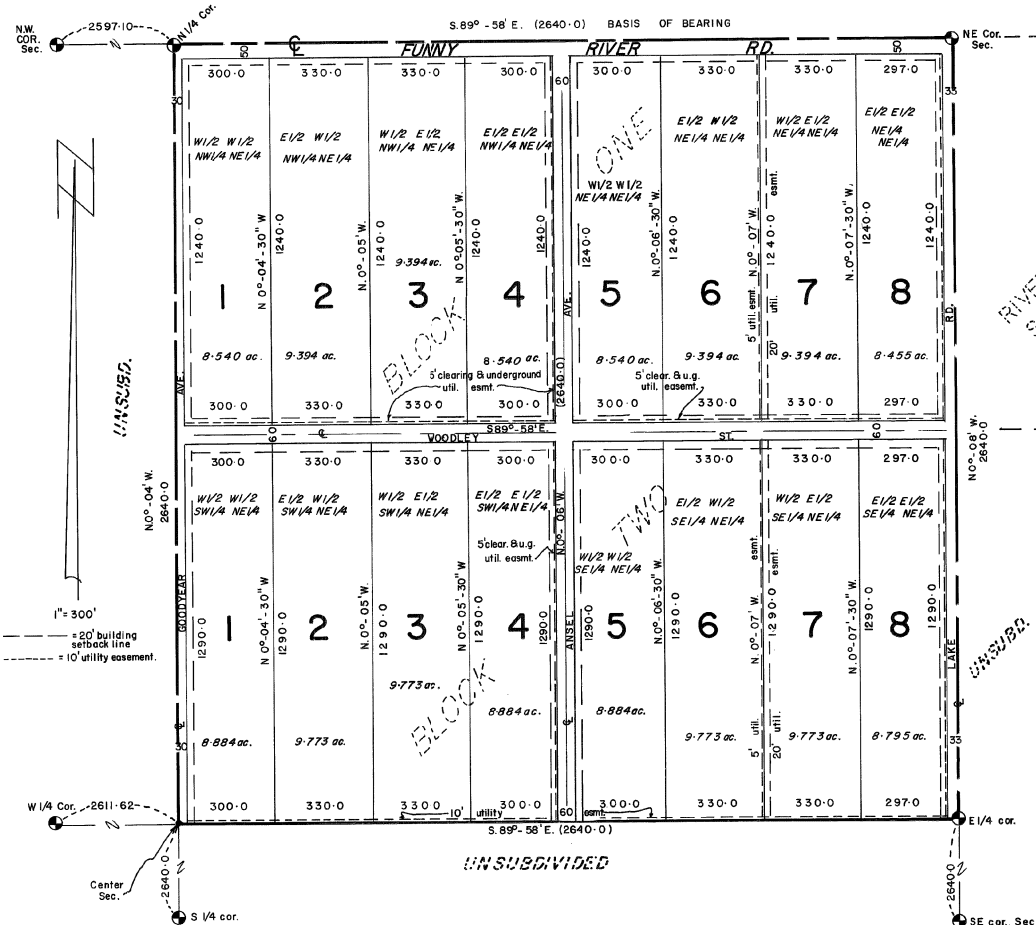 N.W. COR. Sec.
2597·10
N 1/4 Cor.
S.89°-58' E. (2640·0) BASIS OF BEARING
NE Cor. Sec.
50 ℄ FUNNY RIVER RD. 50
300·0 330·0 330·0 300·0 60 300·0 330·0 330·0 297·0
30 33
W1/2 W1/2 NW1/4 NE1/4
E1/2 W1/2 NW1/4 NE1/4
W1/2 E1/2 NW1/4 NE1/4
E1/2 E1/2 NW1/4 NE1/4
ONE
W1/2 W1/2 NE1/4 NE1/4
E1/2 W1/2 NE1/4 NE1/4
W1/2 E1/2 NE1/4 NE1/4
E1/2 E1/2 NE1/4 NE1/4
1240·0
N 0°-04'-30" W
1240·0
N.0°-05' W.
1240·0
N 0°-05'-30" W.
1240·0
1240·0
1240·0
N.0°-06'-30" W
1240·0
5' util. esmt. N.0°-07' W.
20' util. 1240·0 esmt.
N.0°-07'-30" W.
1240·0
1240·0
9·394 ac.
1 2 3 4 5 6 7 8
BLOCK
AVE.
RD.
8·540 ac. 9·394 ac. 8·540 ac. 8·540 ac. 9·394 ac. 9·394 ac. 8·455 ac.
5' clearing & underground util. esmt.
(2640·0)
5' clear. & u.g. util. easemt.
UNSUBD.
AVE.
300·0 330·0 330·0 300·0 300·0 330·0 330·0 297·0
60 ℄ WOODLEY S89°-58'E. ST. 60
N.0°-04' W. 2640·0
N0°-08' W. 2640·0
300·0 330·0 330·0 300·0 300·0 330·0 330·0 297·0
W1/2 W1/2 SW1/4 NE1/4
E1/2 W1/2 SW1/4 NE1/4
W1/2 E1/2 SW1/4 NE1/4
E1/2 E1/2 SW1/4 NE1/4
TWO
W1/2 W1/2 SE1/4 NE1/4
E1/2 W1/2 SE1/4 NE1/4
W1/2 E1/2 SE1/4 NE1/4
E1/2 E1/2 SE1/4 NE1/4
5' clear. & u.g. util. easmt.
N.0°-06' W.
GOODYEAR
1290·0
N 0°-04'-30" W
1290·0
N.0°-05' W.
1290·0
N.0°-05'-30" W
1290·0
1290·0
ANSEL
1290·0
N.0°-06'-30" W
1290·0
N.0°-07' W.
esmt.
1290·0 esmt.
N.0°-07'-30" W
1290·0
1290·0
LAKE
UNSUBD.
1 2 3 4 5 6 7 8
1"=300'
= 20' building setback line
= 10' utility easement.
BLOCK
9·773 ac.
8·884 ac. 8·884 ac.
8·884 ac. 9·773 ac. 9·773 ac. 9·773 ac. 8·795 ac.
5' util.
20' util.
℄ ℄ ℄
30 33
300·0 330·0 330·0 300·0 300·0 330·0 330·0 297·0
10' utility 60 esmt.
W 1/4 Cor.
2611·62
E 1/4 cor.
S.89°-58' E. (2640·0)
UNSUBDIVIDED
Center Sec.
2640·0
2640·0
S 1/4 cor.
SE cor. Sec